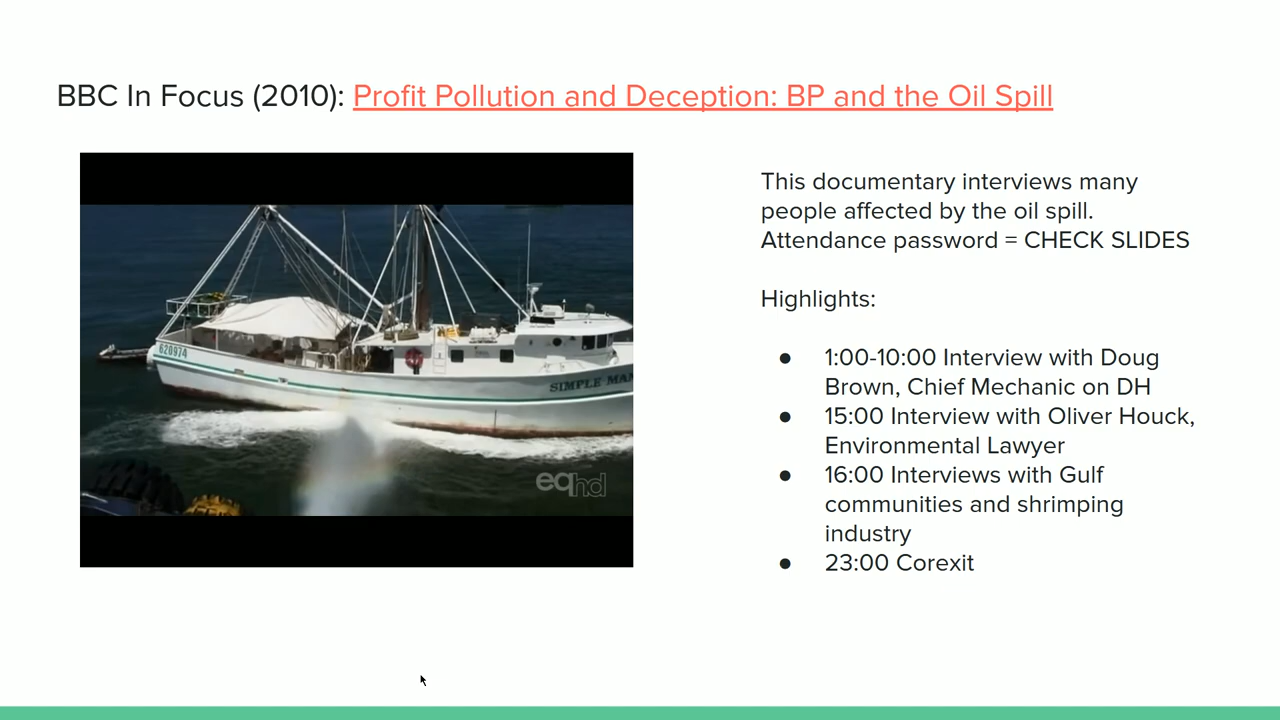 BBC In Focus (2010): Profit Pollution and Deception: BP and the Oil Spill
This documentary interviews many
people affected by the oil spill.
Attendance password = CHECK SLIDES
Highlights:
● 1:00-10:00 Interview with Doug
Brown, Chief Mechanic on DH
● 15:00 Interview with Oliver Houck,
Environmental Lawyer
● 16:00 Interviews with Gulf
communities and shrimping
industry
● 23:00 Corexit
620974
SIMPLE MAN
eqhd